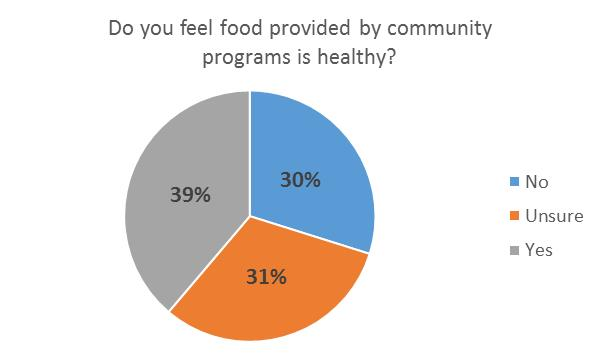 Do you feel food provided by community
programs is healthy?
30%
39%
31%
No
Unsure
Yes